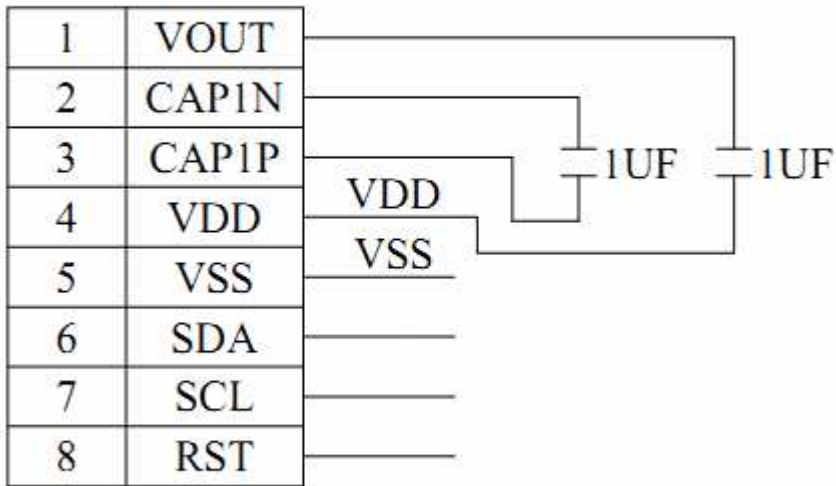 1 VOUT
2 CAP1N
3 CAP1P
1UF 1UF
4 VDD VDD
5 VSS VSS
6 SDA
7 SCL
8 RST